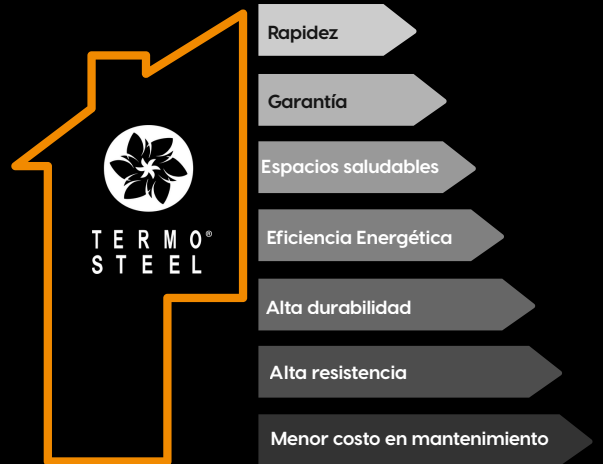 TERMO®
STEEL
Rapidez
Garantía
Espacios saludables
Eficiencia Energética
Alta durabilidad
Alta resistencia
Menor costo en mantenimiento